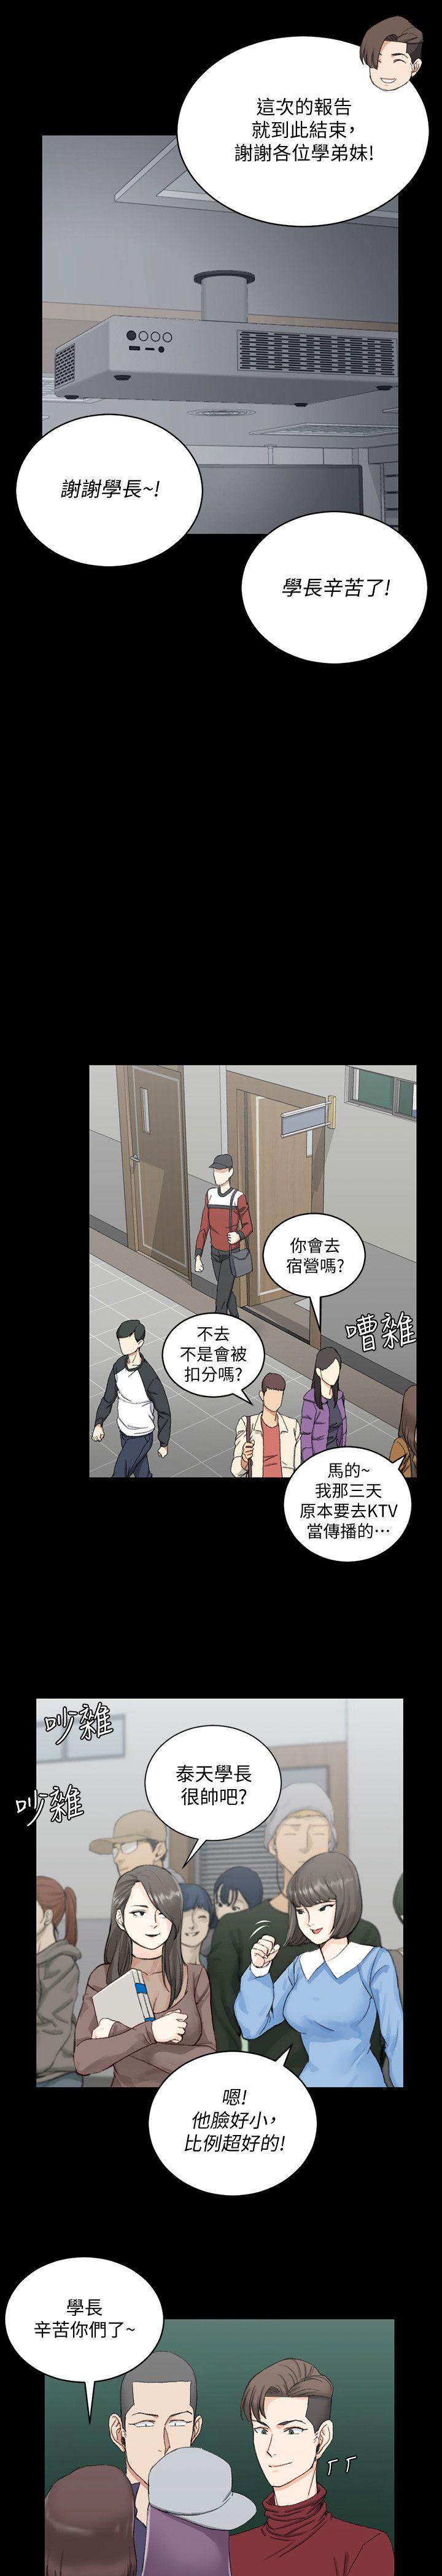 這次的報告
就到此結束，
謝謝各位學弟妹!
謝謝學長~!
學長辛苦了!
你會去
宿營嗎?
嘈雜
不去
不是會被
扣分嗎?
馬的~
我那三天
原本要去KTV
當傳播的…
吵雜
吵雜
泰天學長
很帥吧?
嗯!
他臉好小，
比例超好的!
學長
辛苦你們了~